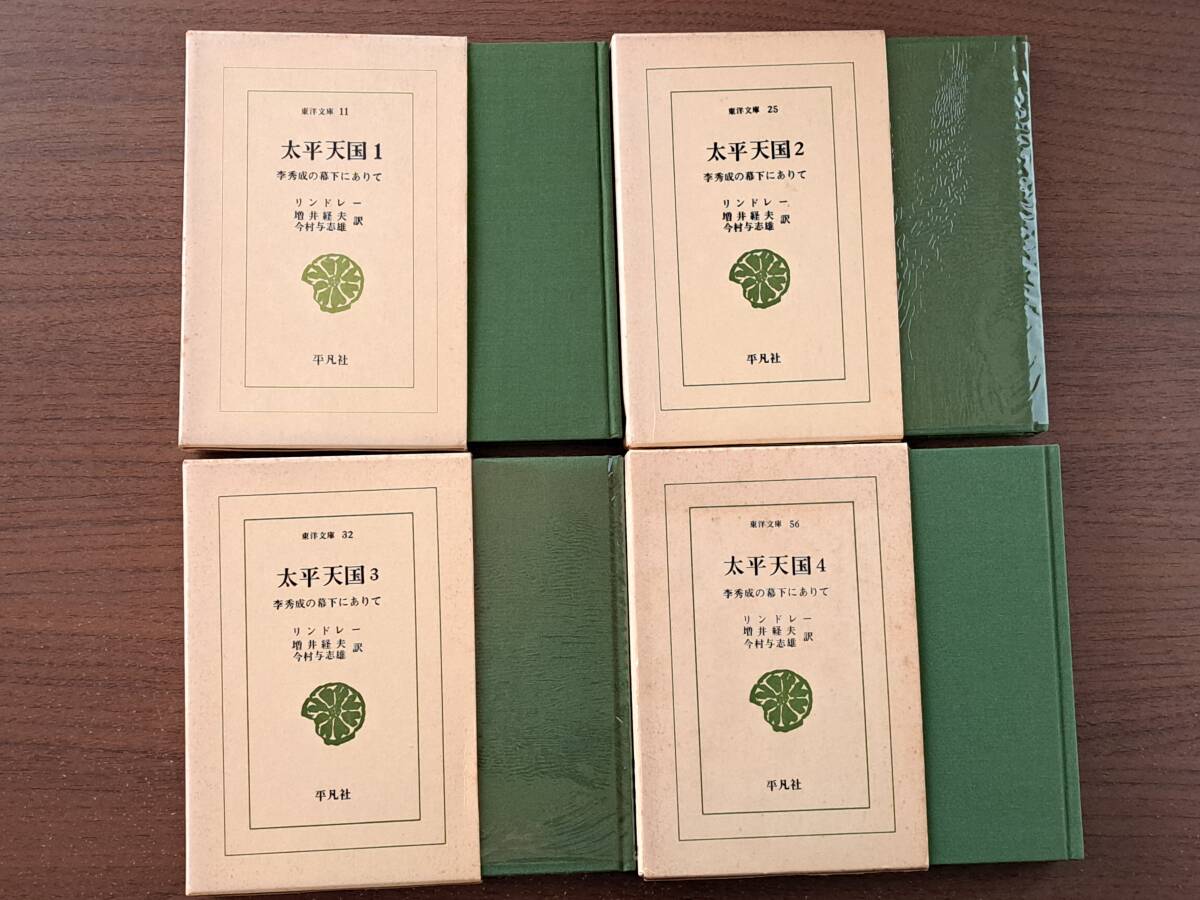 東洋文庫 11
太平天国 1
李秀成の幕下にありて
リンドレー
増井経夫
今村与志雄 訳
平凡社
東洋文庫 25
太平天国 2
李秀成の幕下にありて
リンドレー
増井経夫
今村与志雄 訳
平凡社
東洋文庫 32
太平天国 3
李秀成の幕下にありて
リンドレー
増井経夫
今村与志雄 訳
平凡社
東洋文庫 56
太平天国 4
李秀成の幕下にありて
リンドレー
増井経夫
今村与志雄 訳
平凡社